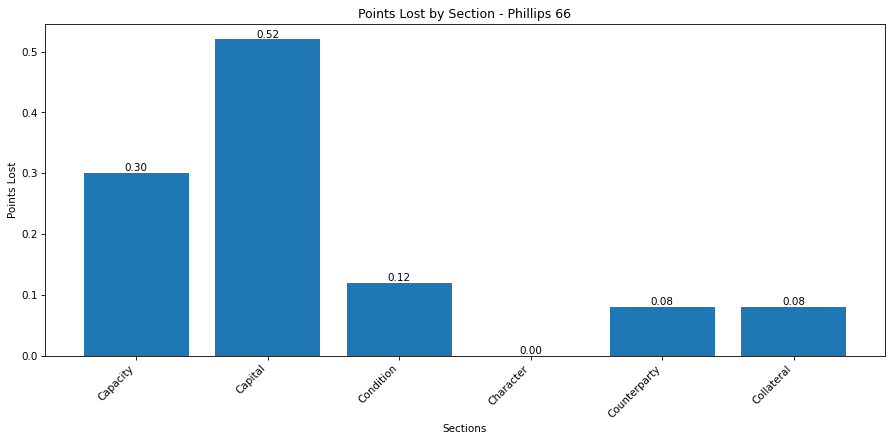 Points Lost by Section - Phillips 66
Points Lost
0.5
0.4
0.3
0.2
0.1
0.0
0.30
0.52
0.12
0.00
0.08
0.08
Capacity
Capital
Condition
Character
Counterparty
Collateral
Sections